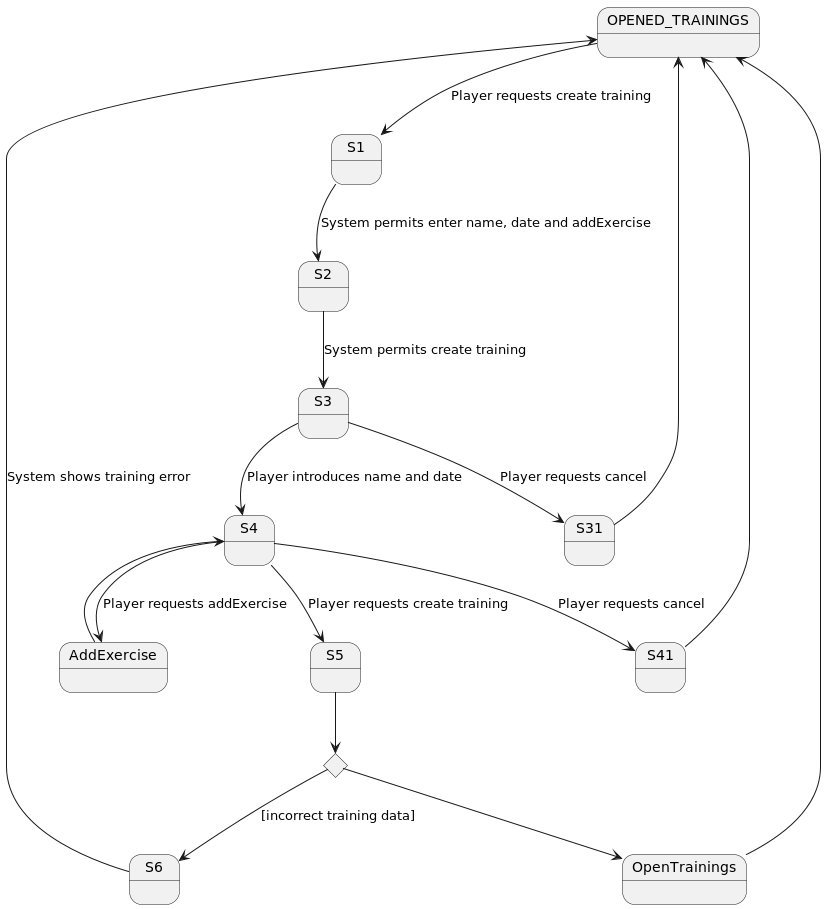 OPENED_TRAININGS
Player requests create training
S1
System permits enter name, date and addExercise
S2
System permits create training
S3
System shows training error
Player introduces name and date
Player requests cancel
S4
S31
Player requests addExercise
Player requests create training
Player requests cancel
AddExercise
S5
S41
[incorrect training data]
S6
OpenTrainings